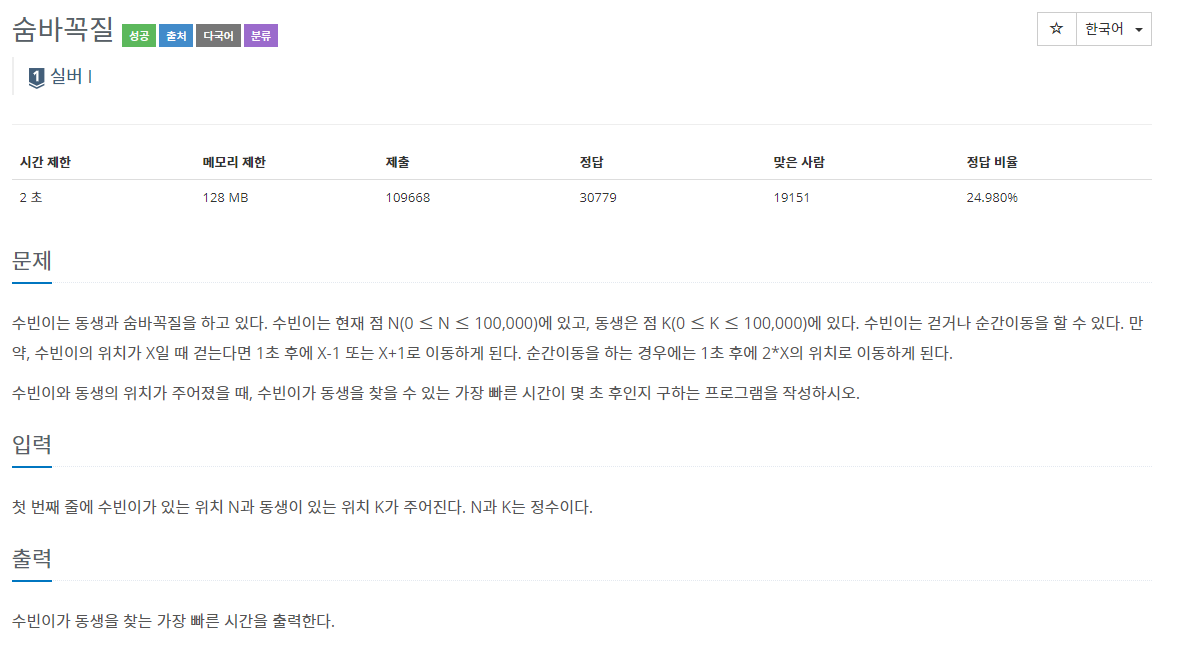 숨바꼭질 성공 출처 다국어 분류
☆ 한국어
1 실버 I
시간 제한 메모리 제한 제출 정답 맞은 사람 정답 비율
2 초 128 MB 109668 30779 19151 24.980%
문제
수빈이는 동생과 숨바꼭질을 하고 있다. 수빈이는 현재 점 N(0 ≤ N ≤ 100,000)에 있고, 동생은 점 K(0 ≤ K ≤ 100,000)에 있다. 수빈이는 걷거나 순간이동을 할 수 있다. 만
약, 수빈이의 위치가 X일 때 걷는다면 1초 후에 X-1 또는 X+1로 이동하게 된다. 순간이동을 하는 경우에는 1초 후에 2*X의 위치로 이동하게 된다.
수빈이와 동생의 위치가 주어졌을 때, 수빈이가 동생을 찾을 수 있는 가장 빠른 시간이 몇 초 후인지 구하는 프로그램을 작성하시오.
입력
첫 번째 줄에 수빈이가 있는 위치 N과 동생이 있는 위치 K가 주어진다. N과 K는 정수이다.
출력
수빈이가 동생을 찾는 가장 빠른 시간을 출력한다.